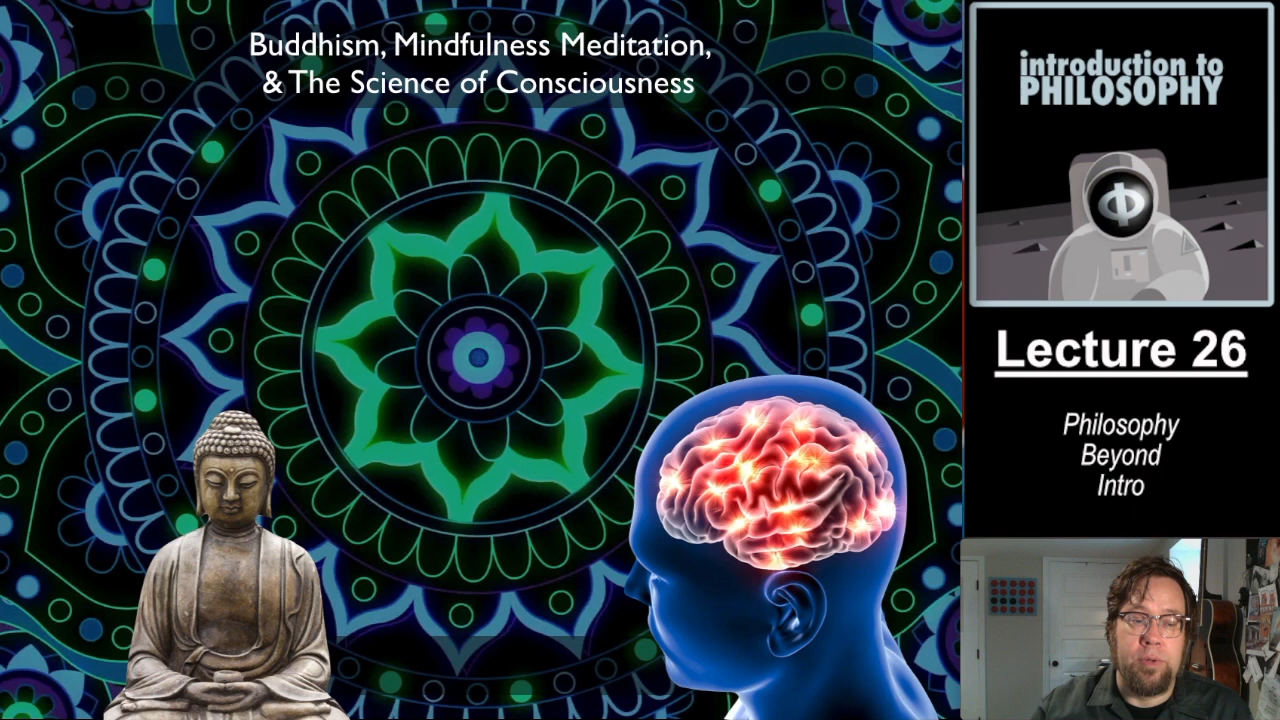 Buddhism, Mindfulness Meditation,
& The Science of Consciousness
introduction to
PHILOSOPHY
Φ
Lecture 26
Philosophy
Beyond
Intro